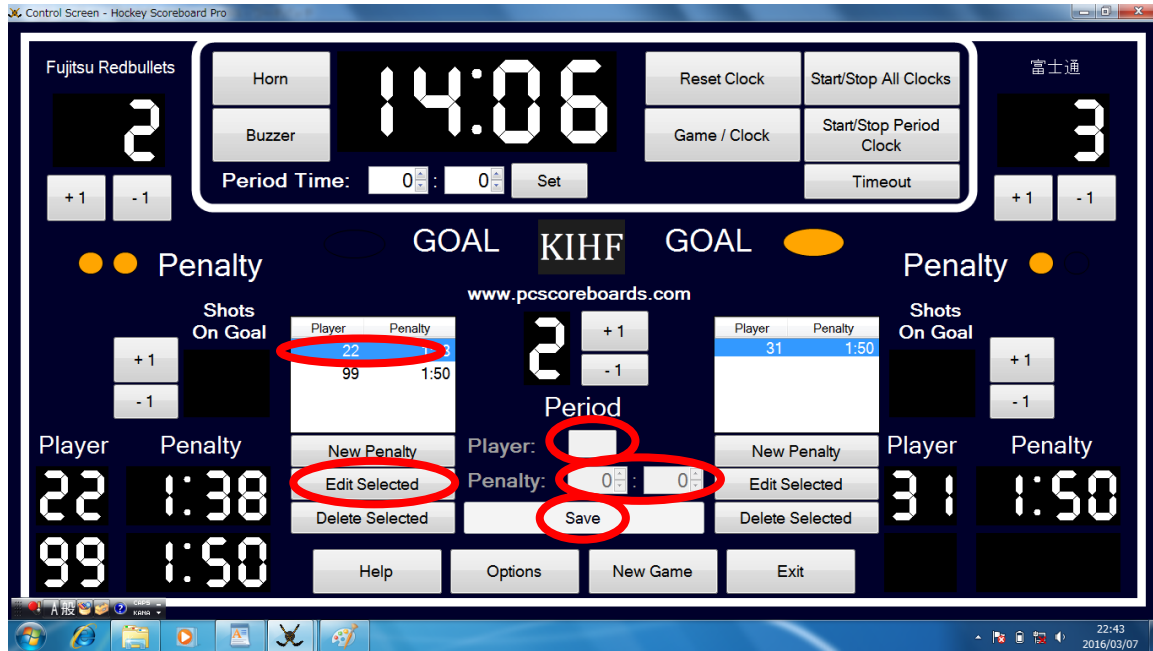 Control Screen - Hockey Scoreboard Pro
Fujitsu Redbullets
2
+ 1
- 1
Horn
Buzzer
14:06
Period Time:
0
:
0
Set
Reset Clock
Start/Stop All Clocks
Game / Clock
Start/Stop Period Clock
Timeout
富士通
3
+ 1
- 1
GOAL
KIHF
GOAL
Penalty
Penalty
www.pcscoreboards.com
Shots
On Goal
+ 1
- 1
Player Penalty
22
99 1:50
2
+ 1
- 1
Period
Player Penalty
31 1:50
Shots
On Goal
+ 1
- 1
Player Penalty
22 1:38
99 1:50
New Penalty
Edit Selected
Delete Selected
Player:
Penalty: 0 : 0
Save
New Penalty
Edit Selected
Delete Selected
Player Penalty
31 1:50
Help
Options
New Game
Exit
A 般 CAPS KANA
22:43
2016/03/07